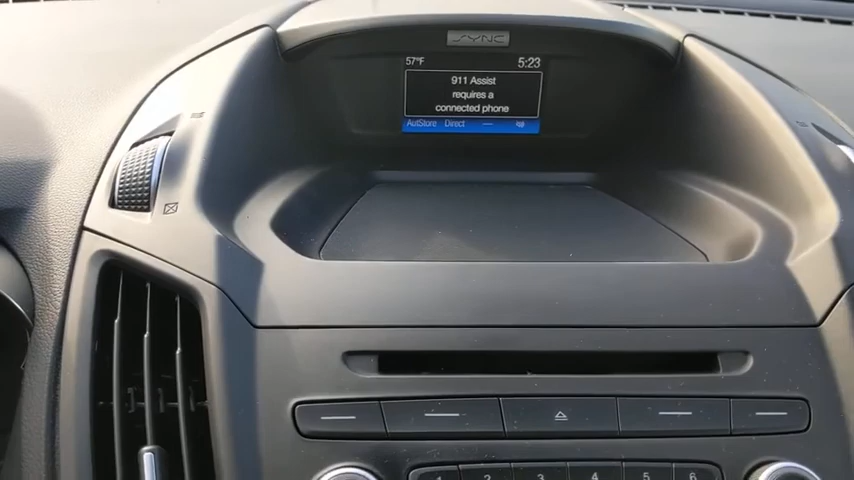 SYNC
57°F 5:23
911 Assist
requires a
connected phone
AutStore Direct
1 2 3 4 5 6